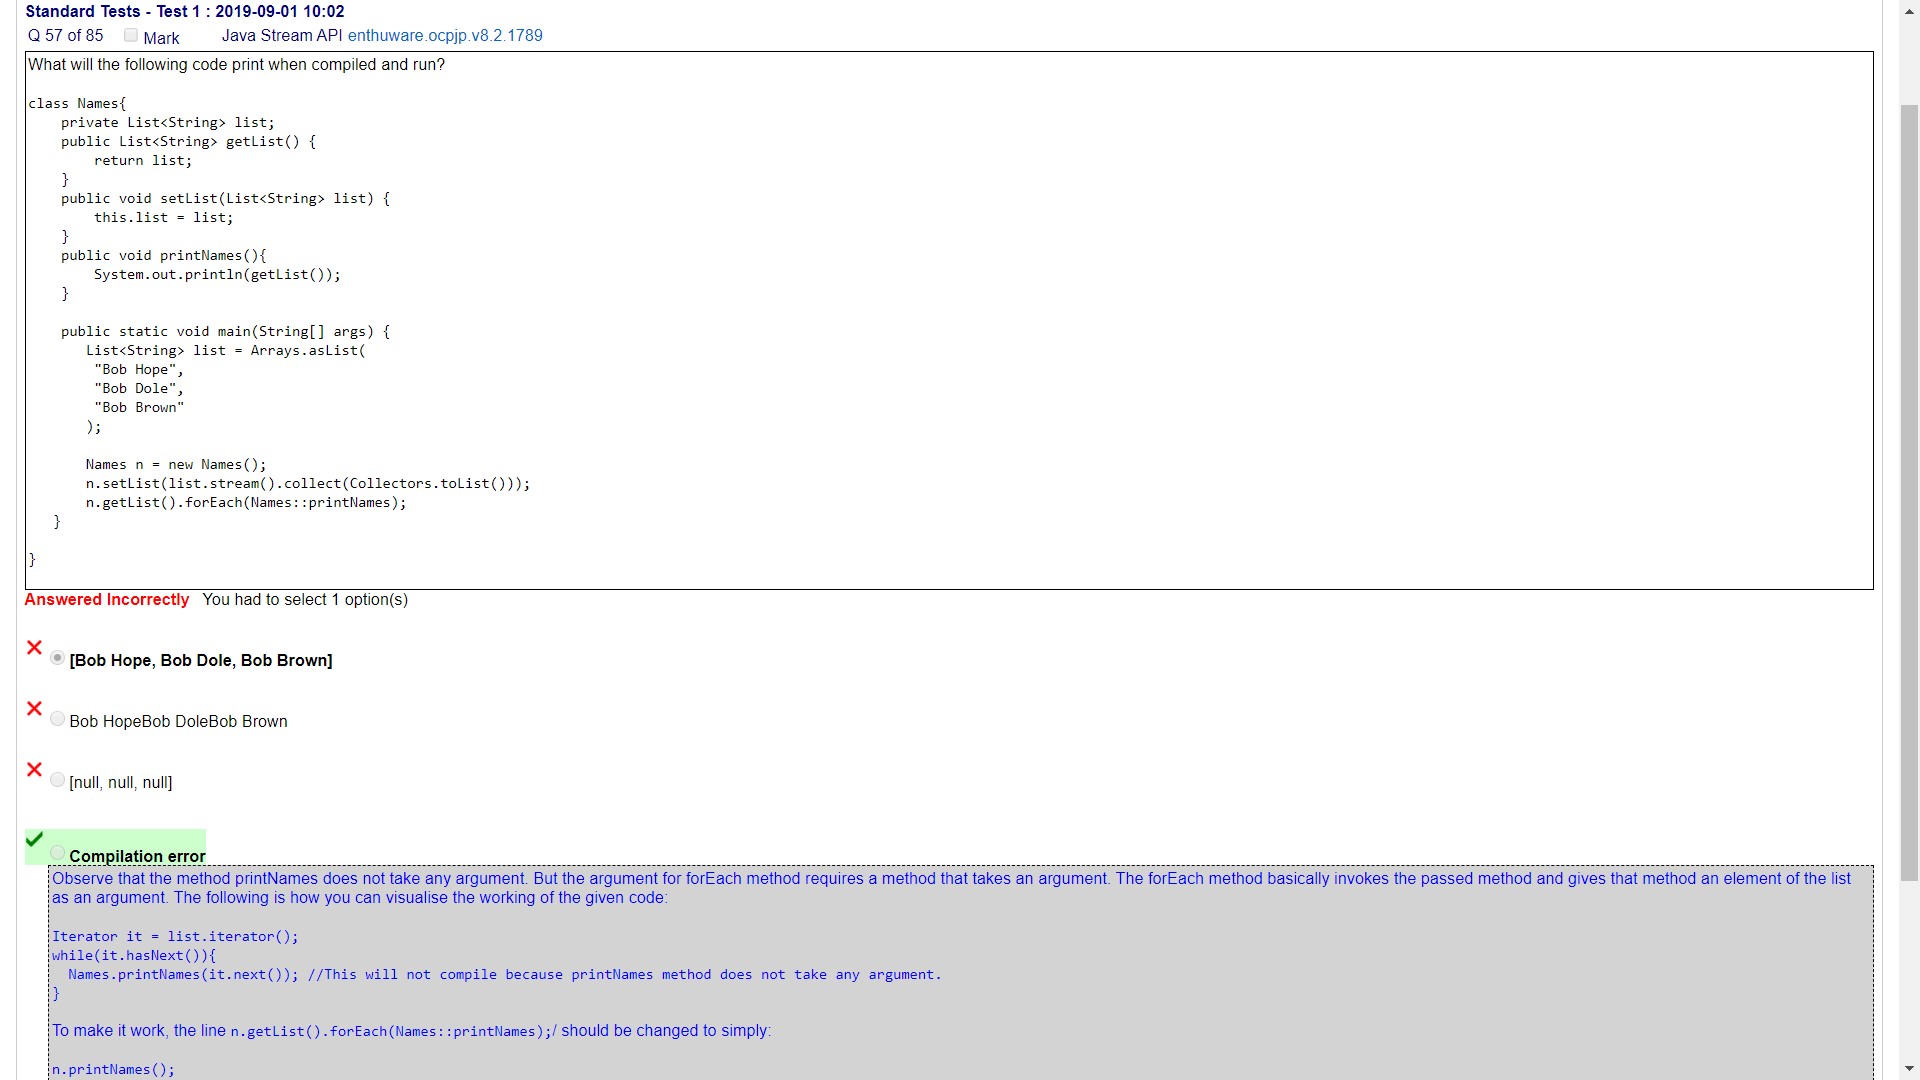 Standard Tests - Test 1 : 2019-09-01 10:02
Q 57 of 85 Mark Java Stream API enthuware.ocpjp.v8.2.1789
What will the following code print when compiled and run?
class Names{
private List<String> list;
public List<String> getList() {
return list;
}
public void setList(List<String> list) {
this.list = list;
}
public void printNames(){
System.out.println(getList());
}
public static void main(String[] args) {
List<String> list = Arrays.asList(
"Bob Hope",
"Bob Dole",
"Bob Brown"
);
Names n = new Names();
n.setList(list.stream().collect(Collectors.toList()));
n.getList().forEach(Names::printNames);
}
}
Answered Incorrectly You had to select 1 option(s)
[Bob Hope, Bob Dole, Bob Brown]
Bob HopeBob DoleBob Brown
[null, null, null]
Compilation error
Observe that the method printNames does not take any argument. But the argument for forEach method requires a method that takes an argument. The forEach method basically invokes the passed method and gives that method an element of the list
as an argument. The following is how you can visualise the working of the given code:
Iterator it = list.iterator();
while(it.hasNext()){
Names.printNames(it.next()); //This will not compile because printNames method does not take any argument.
}
To make it work, the line n.getList().forEach(Names::printNames);/ should be changed to simply:
n.printNames();